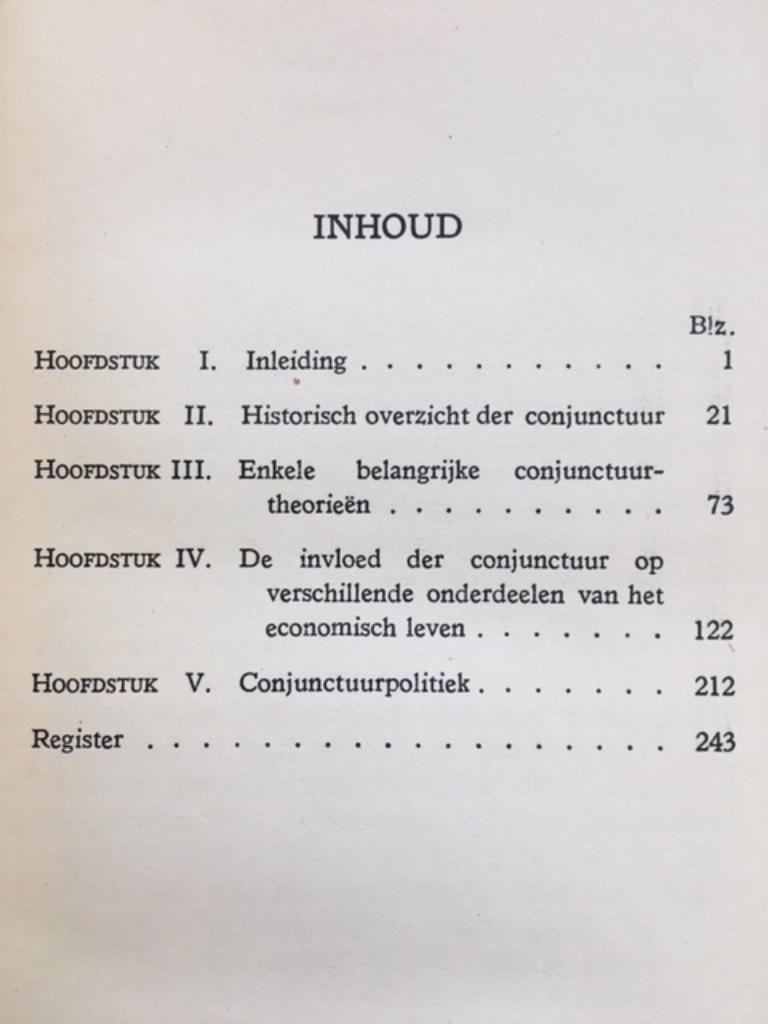 INHOUD
Blz.
HOOFDSTUK I. Inleiding . . . . . . . . . . . 1
HOOFDSTUK II. Historisch overzicht der conjunctuur 21
HOOFDSTUK III. Enkele belangrijke conjunctuur-
theorieën . . . . . . . . . . 73
HOOFDSTUK IV. De invloed der conjunctuur op
verschillende onderdeelen van het
economisch leven . . . . . . . 122
HOOFDSTUK V. Conjunctuurpolitiek . . . . . . . 212
Register . . . . . . . . . . . . . . . . . . . 243